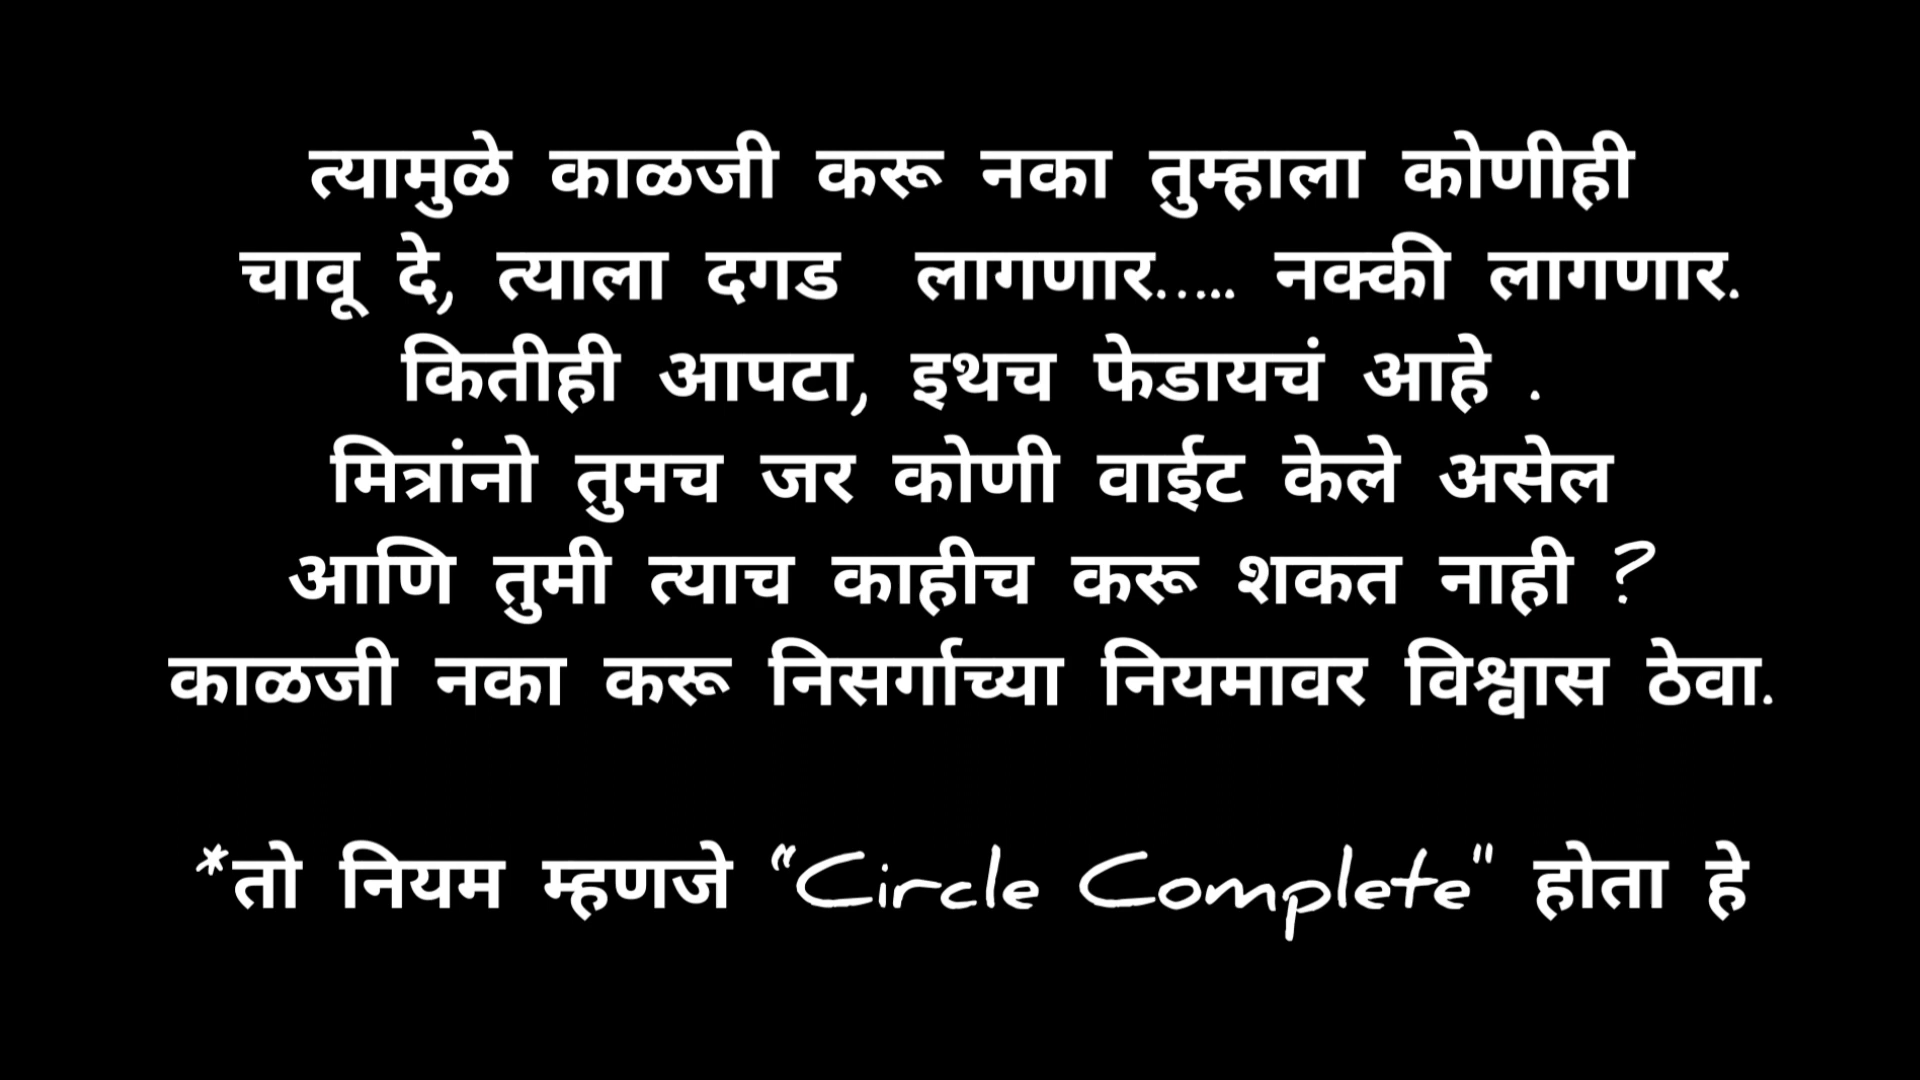 त्यामुळे काळजी करू नका तुम्हाला कोणीही
चावू दे, त्याला दगड लागणार..... नक्की लागणार.
कितीही आपटा, इथच फेडायचं आहे .
मित्रांनो तुमच जर कोणी वाईट केले असेल
आणि तुमी त्याच काहीच करू शकत नाही ?
काळजी नका करू निसर्गाच्या नियमावर विश्वास ठेवा.
*तो नियम म्हणजे "Circle Complete" होता हे